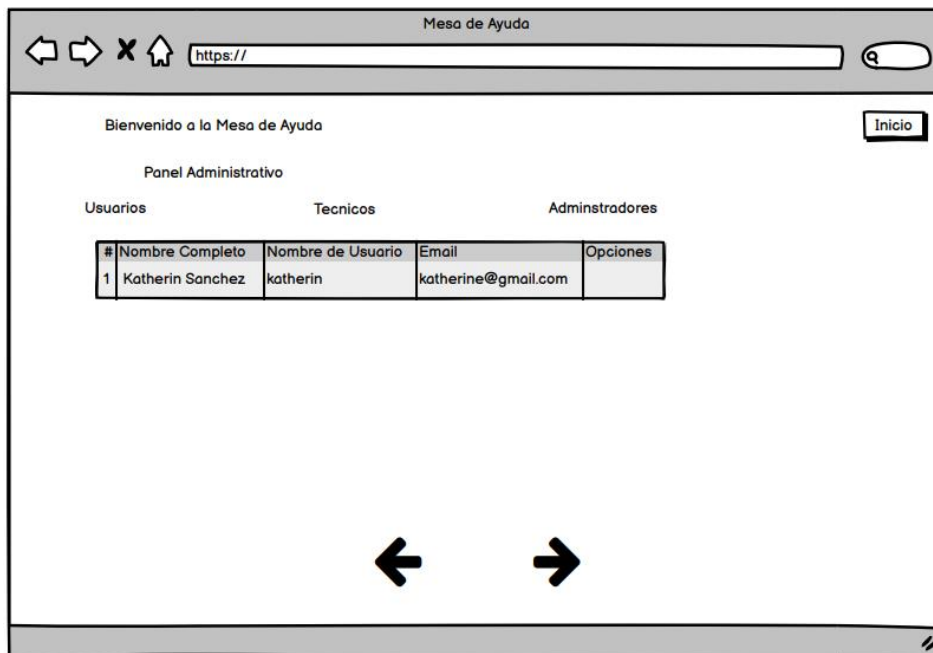 Mesa de Ayuda
https://
Bienvenido a la Mesa de Ayuda
Inicio
Panel Administrativo
Usuarios Tecnicos Adminstradores
# Nombre Completo Nombre de Usuario Email Opciones
1 Katherin Sanchez katherin katherine@gmail.com